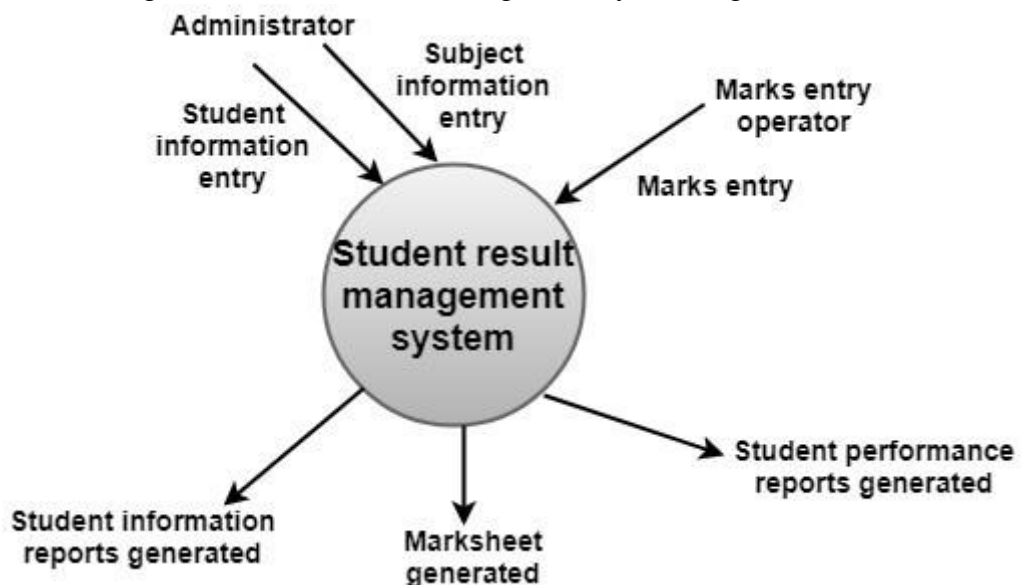 Administrator
Subject
information
entry
Student
information
entry
Marks entry
operator
Marks entry
Student result
management
system
Student performance
reports generated
Student information
reports generated
Marksheet
generated